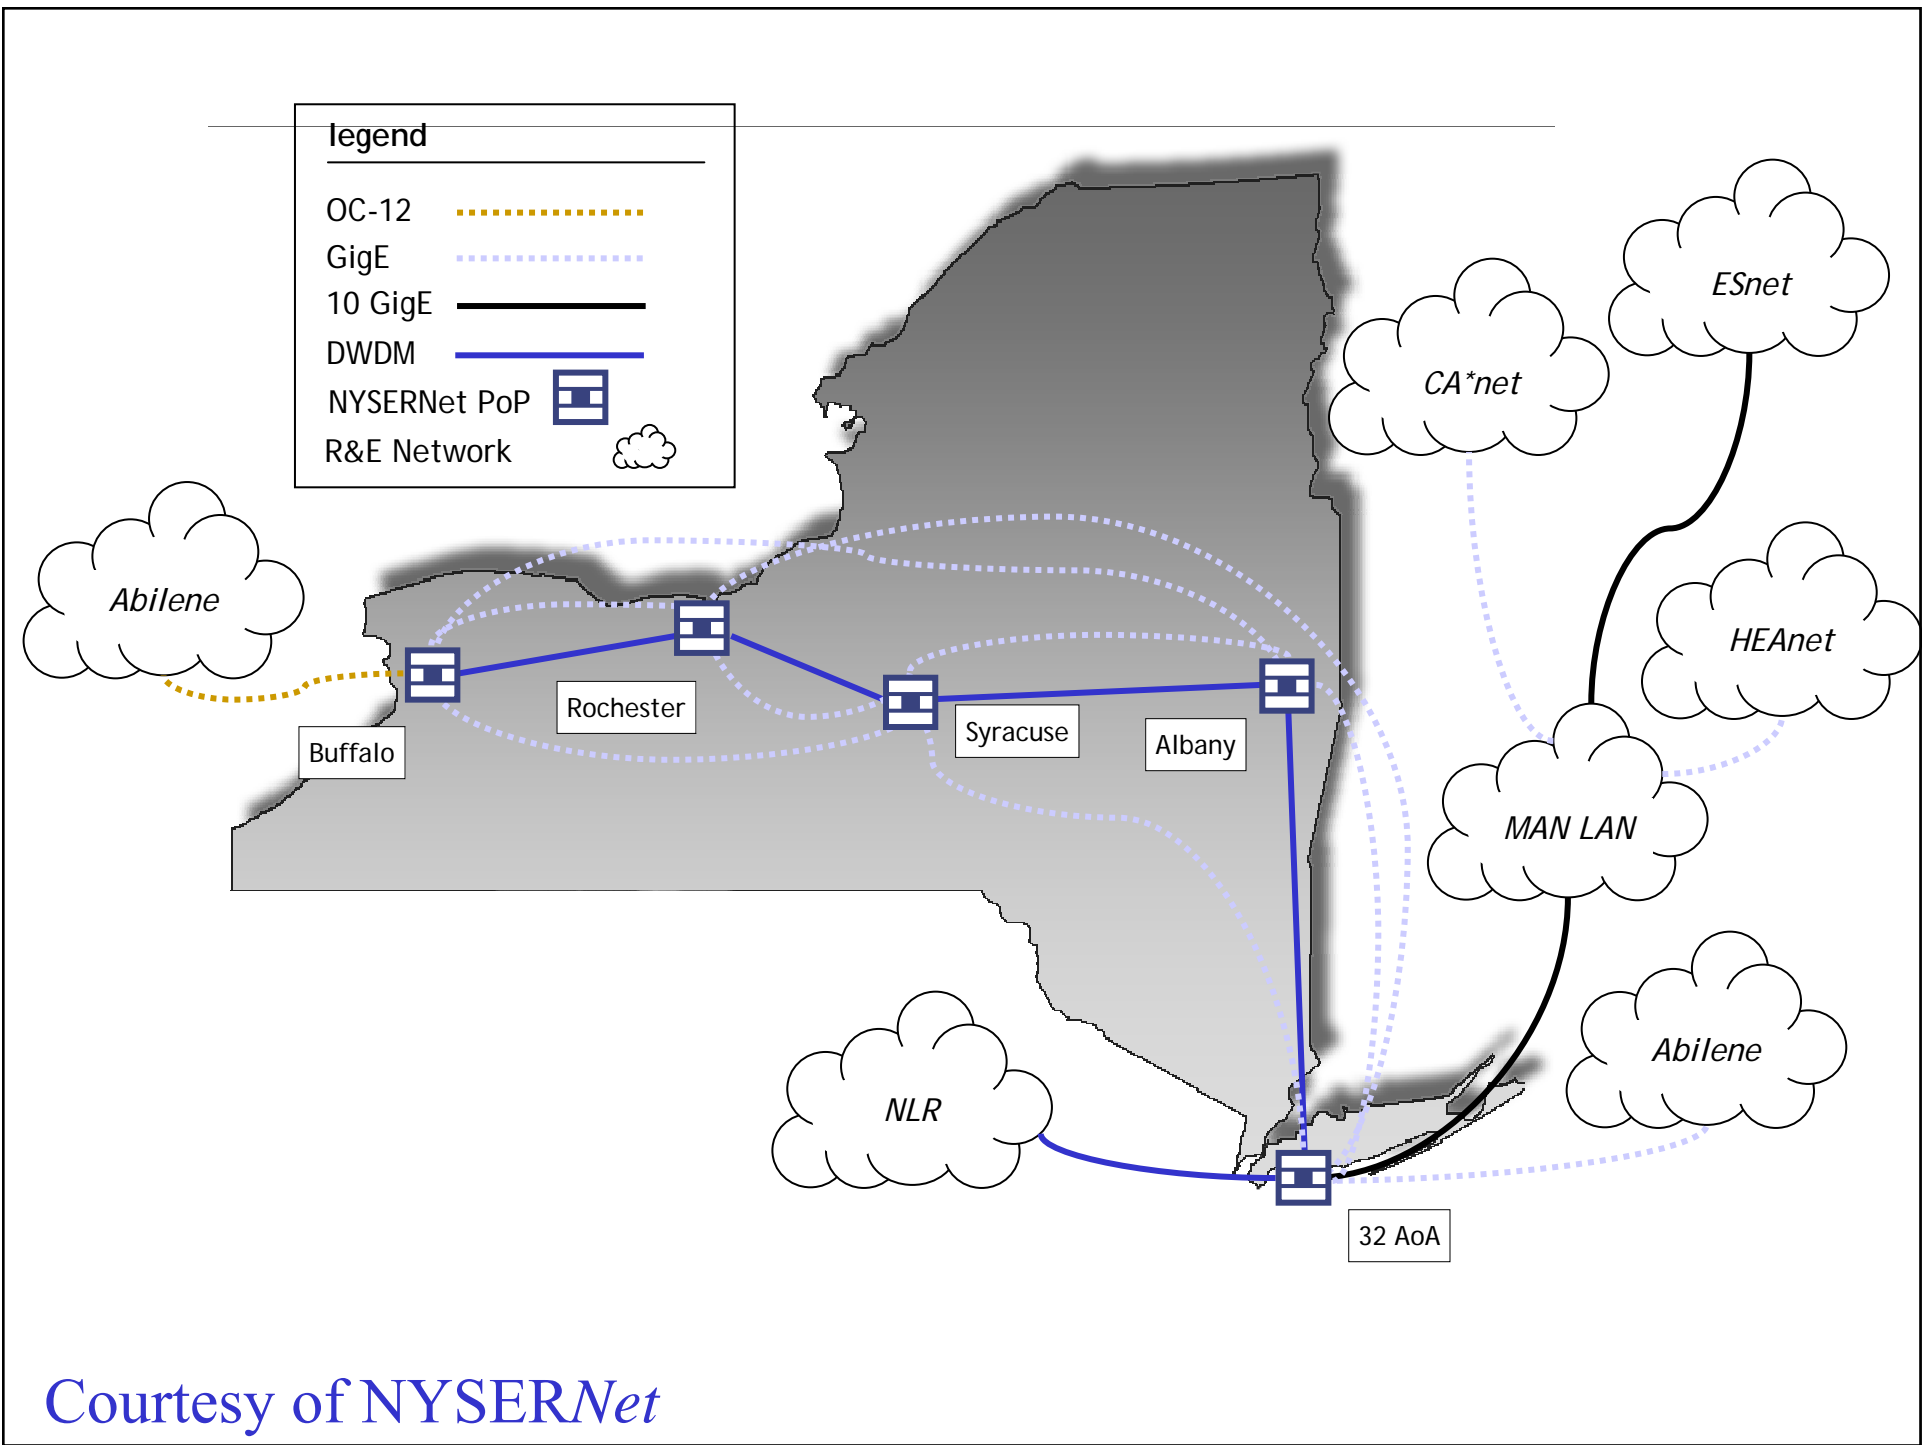 legend
OC-12
GigE
10 GigE
DWDM
NYSERNet PoP
R&E Network
ESnet
CA*net
Abilene
HEAnet
Rochester
Syracuse
Albany
Buffalo
MAN LAN
Abilene
NLR
32 AoA
Courtesy of NYSERNet